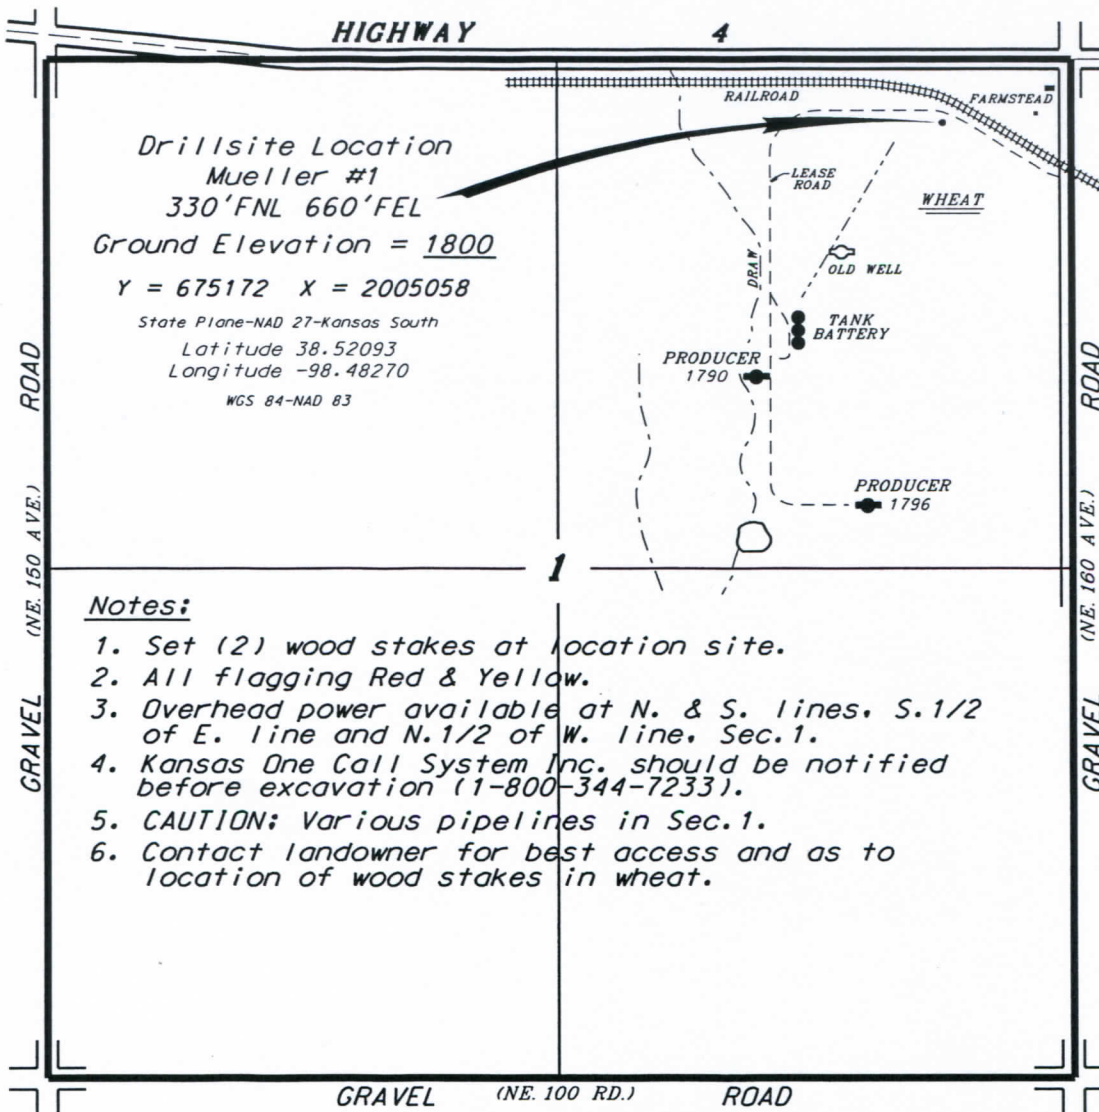 HIGHWAY 4
RAILROAD
FARMSTEAD
Drillsite Location
Mueller #1
330'FNL 660'FEL
Ground Elevation = 1800
Y = 675172 X = 2005058
State Plane-NAD 27-Kansas South
Latitude 38.52093
Longitude -98.48270
WGS 84-NAD 83
LEASE
ROAD
WHEAT
DRAW
OLD WELL
TANK
BATTERY
PRODUCER
1790
PRODUCER
1796
GRAVEL (NE. 150 AVE.) ROAD
GRAVEL (NE. 160 AVE.) ROAD
1
Notes:
1. Set (2) wood stakes at location site.
2. All flagging Red & Yellow.
3. Overhead power available at N. & S. lines, S.1/2
of E. line and N.1/2 of W. line, Sec.1.
4. Kansas One Call System Inc. should be notified
before excavation (1-800-344-7233).
5. CAUTION: Various pipelines in Sec.1.
6. Contact landowner for best access and as to
location of wood stakes in wheat.
GRAVEL (NE. 100 RD.) ROAD